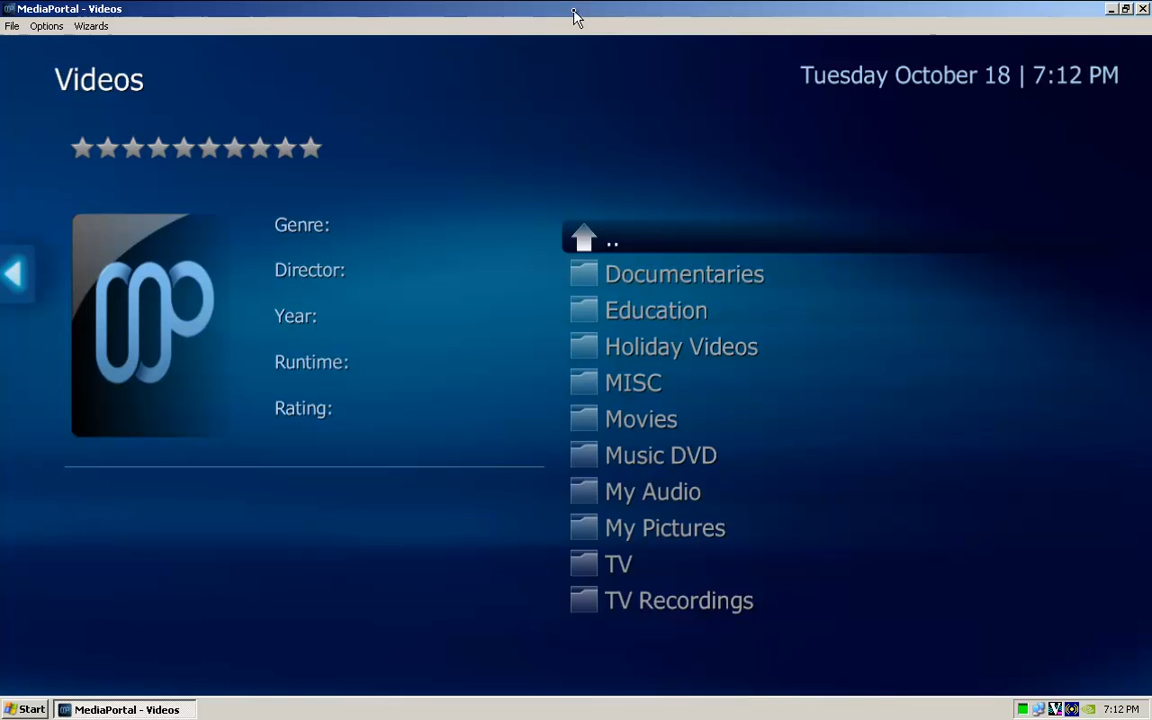 MediaPortal - Videos
File Options Wizards
Videos
Tuesday October 18 | 7:12 PM
Genre:
Director:
Year:
Runtime:
Rating:
..
Documentaries
Education
Holiday Videos
MISC
Movies
Music DVD
My Audio
My Pictures
TV
TV Recordings
Start
MediaPortal - Videos
7:12 PM